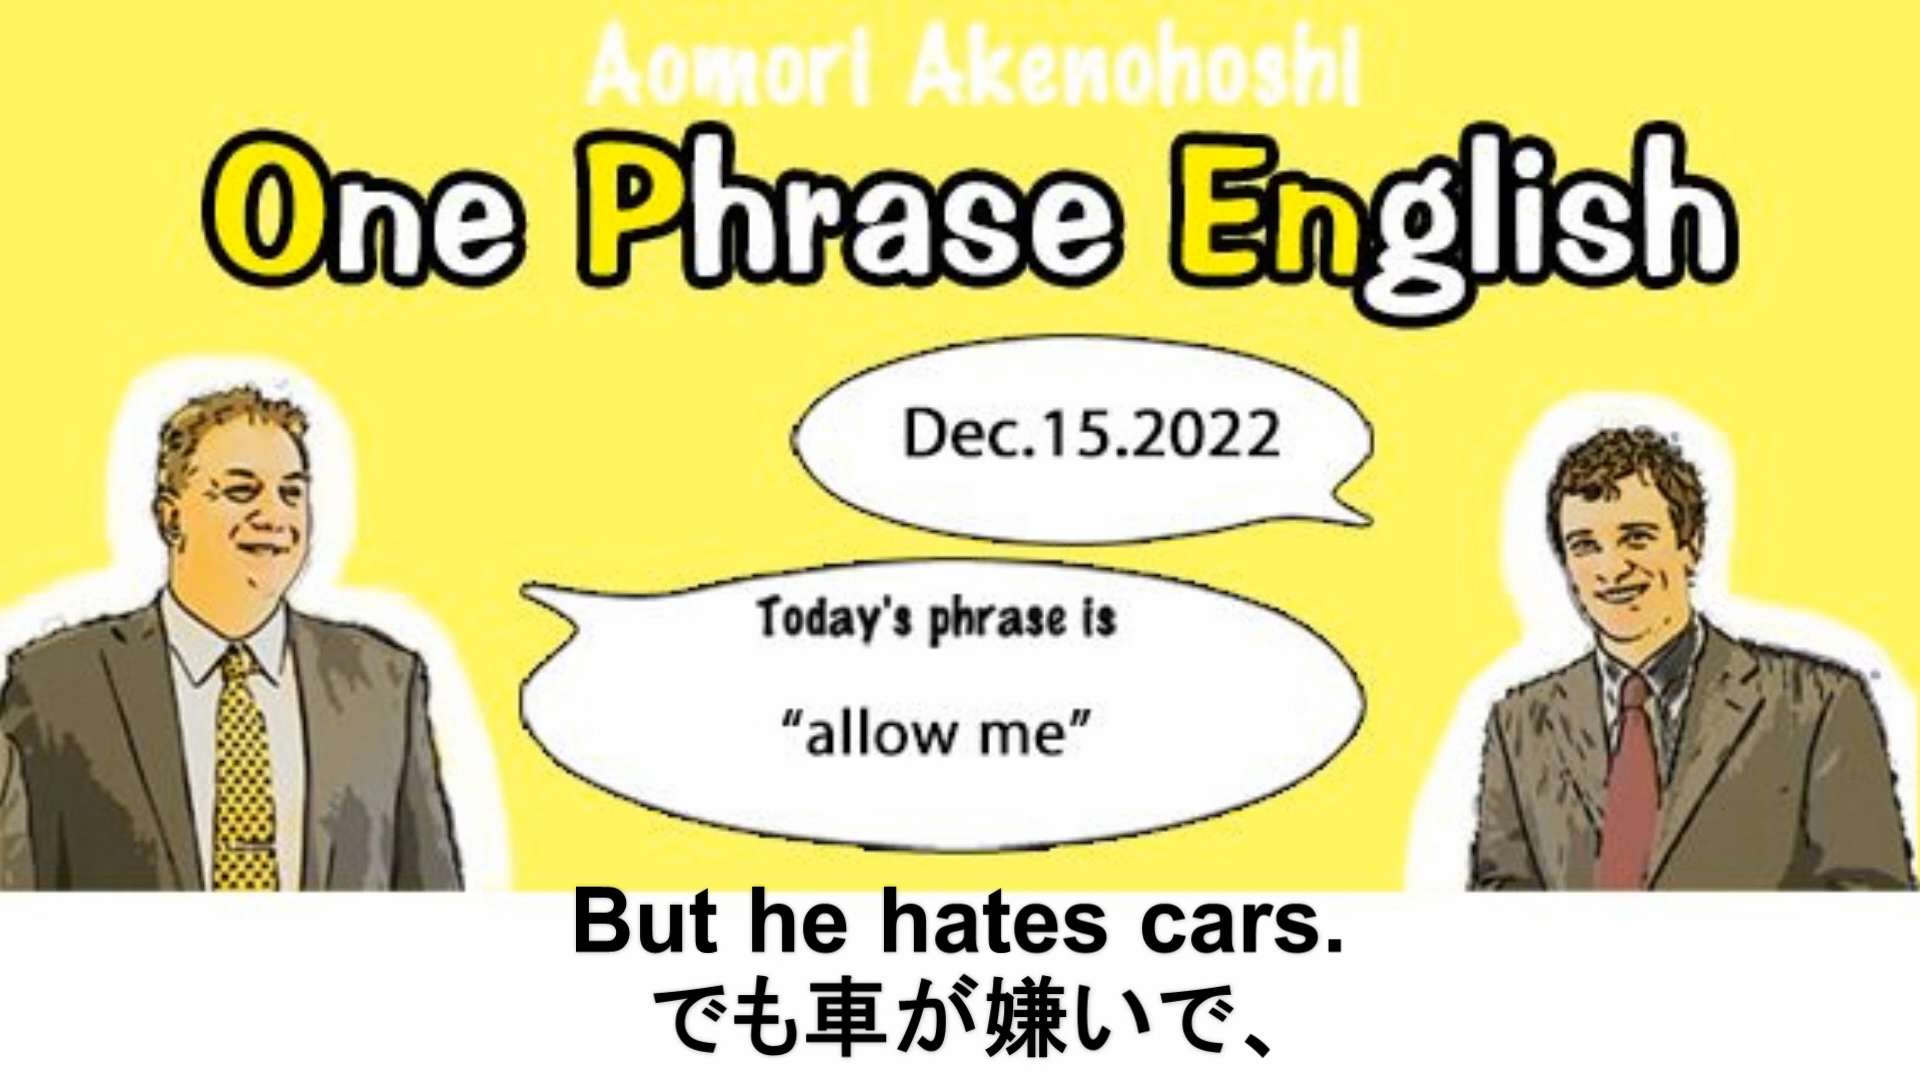 Aomori Akenohoshi
One Phrase English
Dec.15.2022
Today's phrase is
“allow me”
But he hates cars.
でも車が嫌いで、